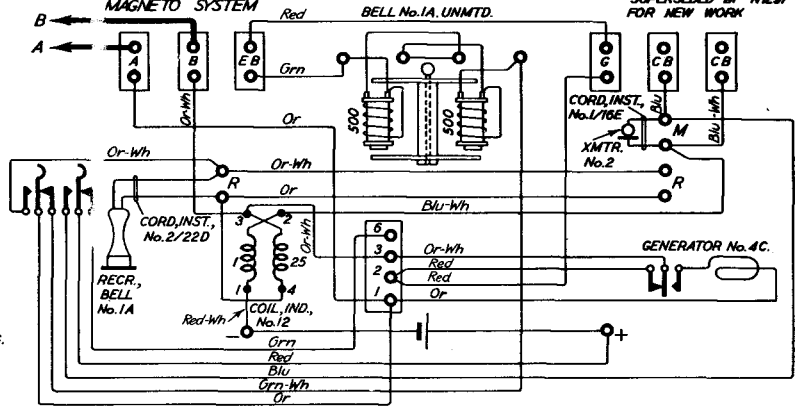 MAGNETO SYSTEM
B
A
Red
BELL No.1A. UNMTD.
FOR NEW WORK
A
B
E B
G
C B
C B
Grn
Or-Wh
500
500
CORD, INST.,
No.1/16E
Blu
Blu-Wh
M
XMTR.
No.2
Or
Or-Wh
Or-Wh
R
Or
R
Blu-Wh
CORD, INST.,
No.2/22D
3
2
Or-Wh
6
3
Or-Wh
GENERATOR No.4C.
1
25
2
Red
Red
RECR.,
BELL
No.1A
1
4
1
Or
COIL, IND.,
No.12
Red-Wh
–
+
Grn
Red
Blu
Grn-Wh
Or